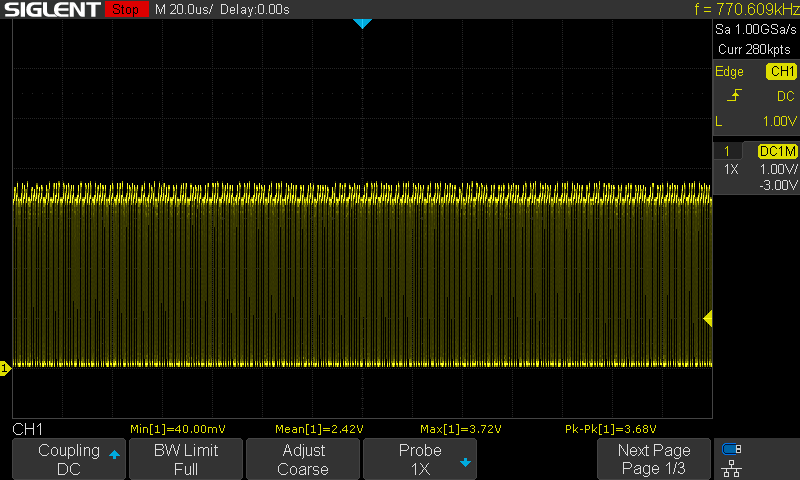 SIGLENT Stop M 20.0us/ Delay:0.00s f = 770.609kHz
Sa 1.00GSa/s
Curr 280kpts
Edge CH1
DC
L 1.00V
1 DC1M
1X 1.00V/
-3.00V
1
CH1 Min[1]=40.00mV Mean[1]=2.42V Max[1]=3.72V Pk-Pk[1]=3.68V
Coupling BW Limit Adjust Probe Next Page
DC Full Coarse 1X Page 1/3